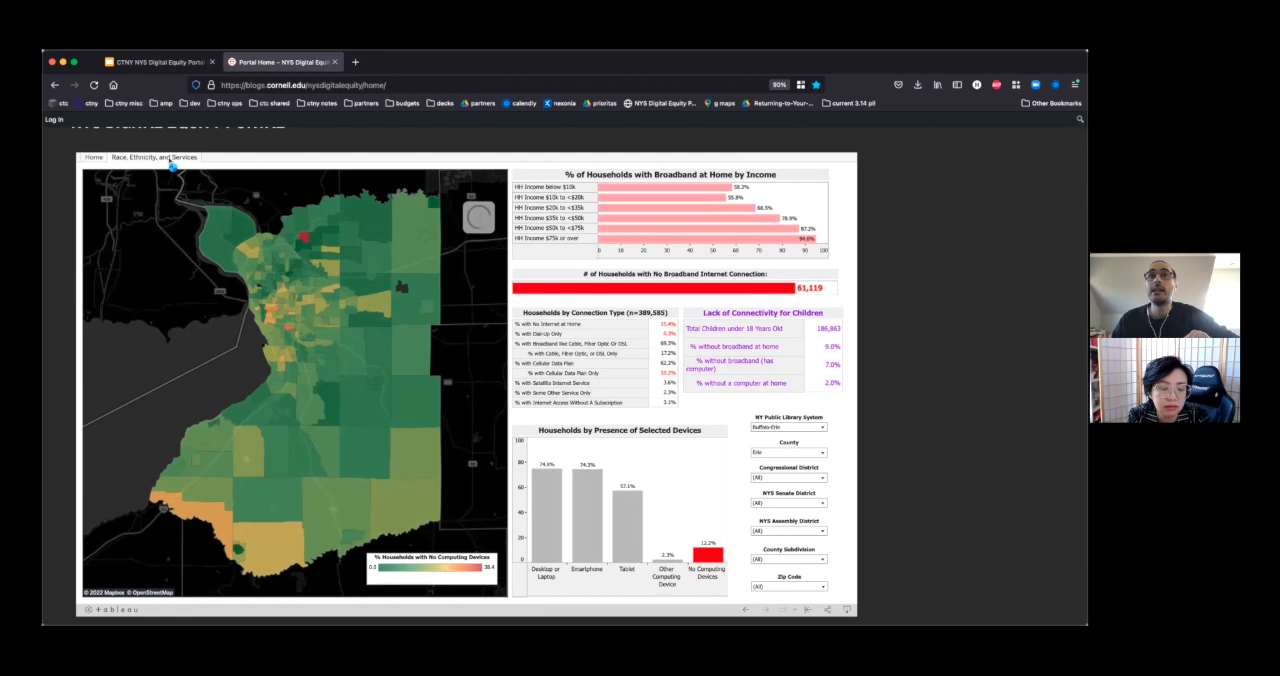 CTNY NYS Digital Equity Portal
Portal Home – NYS Digital Equi
https://blogs.cornell.edu/nysdigitalequity/home/
90%
ctc
ctny
ctny misc
amp
dev
ctny ops
ctc shared
ctny notes
partners
budgets
decks
partners
calendly
nexonia
prioritas
NYS Digital Equity P...
g maps
Returning-to-Your-...
current 3.14 pil
Other Bookmarks
Log In
NYS DIGITAL EQUITY PORTAL
Home
Race, Ethnicity, and Services
% of Households with Broadband at Home by Income
HH Income below $10k 58.2%
HH Income $10k to <$20k 55.8%
HH Income $20k to <$35k 68.5%
HH Income $35k to <$50k 78.9%
HH Income $50k to <$75k 87.2%
HH Income $75k or over 94.6%
0 10 20 30 40 50 60 70 80 90 100
# of Households with No Broadband Internet Connection:
61,119
Households by Connection Type (n=389,585)
% with No Internet at Home 15.4%
% with Dial-Up Only 0.3%
% with Broadband like Cable, Fiber Optic Or DSL 69.3%
% with Cable, Fiber Optic, or DSL Only 17.2%
% with Cellular Data Plan 62.2%
% with Cellular Data Plan Only 10.2%
% with Satellite Internet Service 3.6%
% with Some Other Service Only 2.3%
% with Internet Access Without A Subscription 2.1%
Lack of Connectivity for Children
Total Children under 18 Years Old 186,863
% without broadband at home 9.0%
% without broadband (has
computer) 7.0%
% without a computer at home 2.0%
Households by Presence of Selected Devices
100
80
60
40
20
0
74.9%
74.3%
57.1%
2.3%
12.2%
Desktop or
Laptop
Smartphone
Tablet
Other
Computing
Device
No Computing
Devices
NY Public Library System
Buffalo-Erie
County
Erie
Congressional District
(All)
NYS Senate District
(All)
NYS Assembly District
(All)
County Subdivision
(All)
Zip Code
(All)
% Households with No Computing Devices
0.0
38.4
© 2022 Mapbox © OpenStreetMap
+ableau